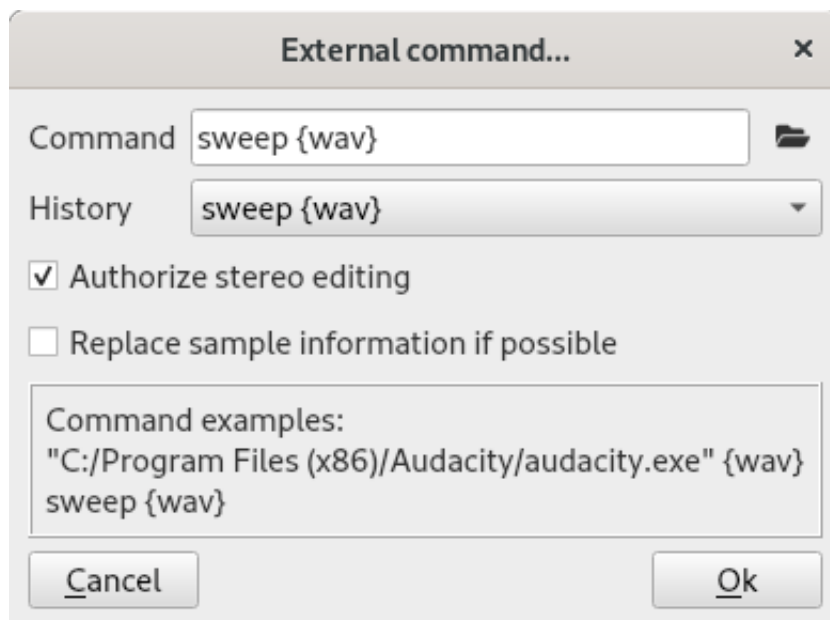 External command...
Command sweep {wav}
History sweep {wav}
Authorize stereo editing
Replace sample information if possible
Command examples:
"C:/Program Files (x86)/Audacity/audacity.exe" {wav}
sweep {wav}
Cancel Ok